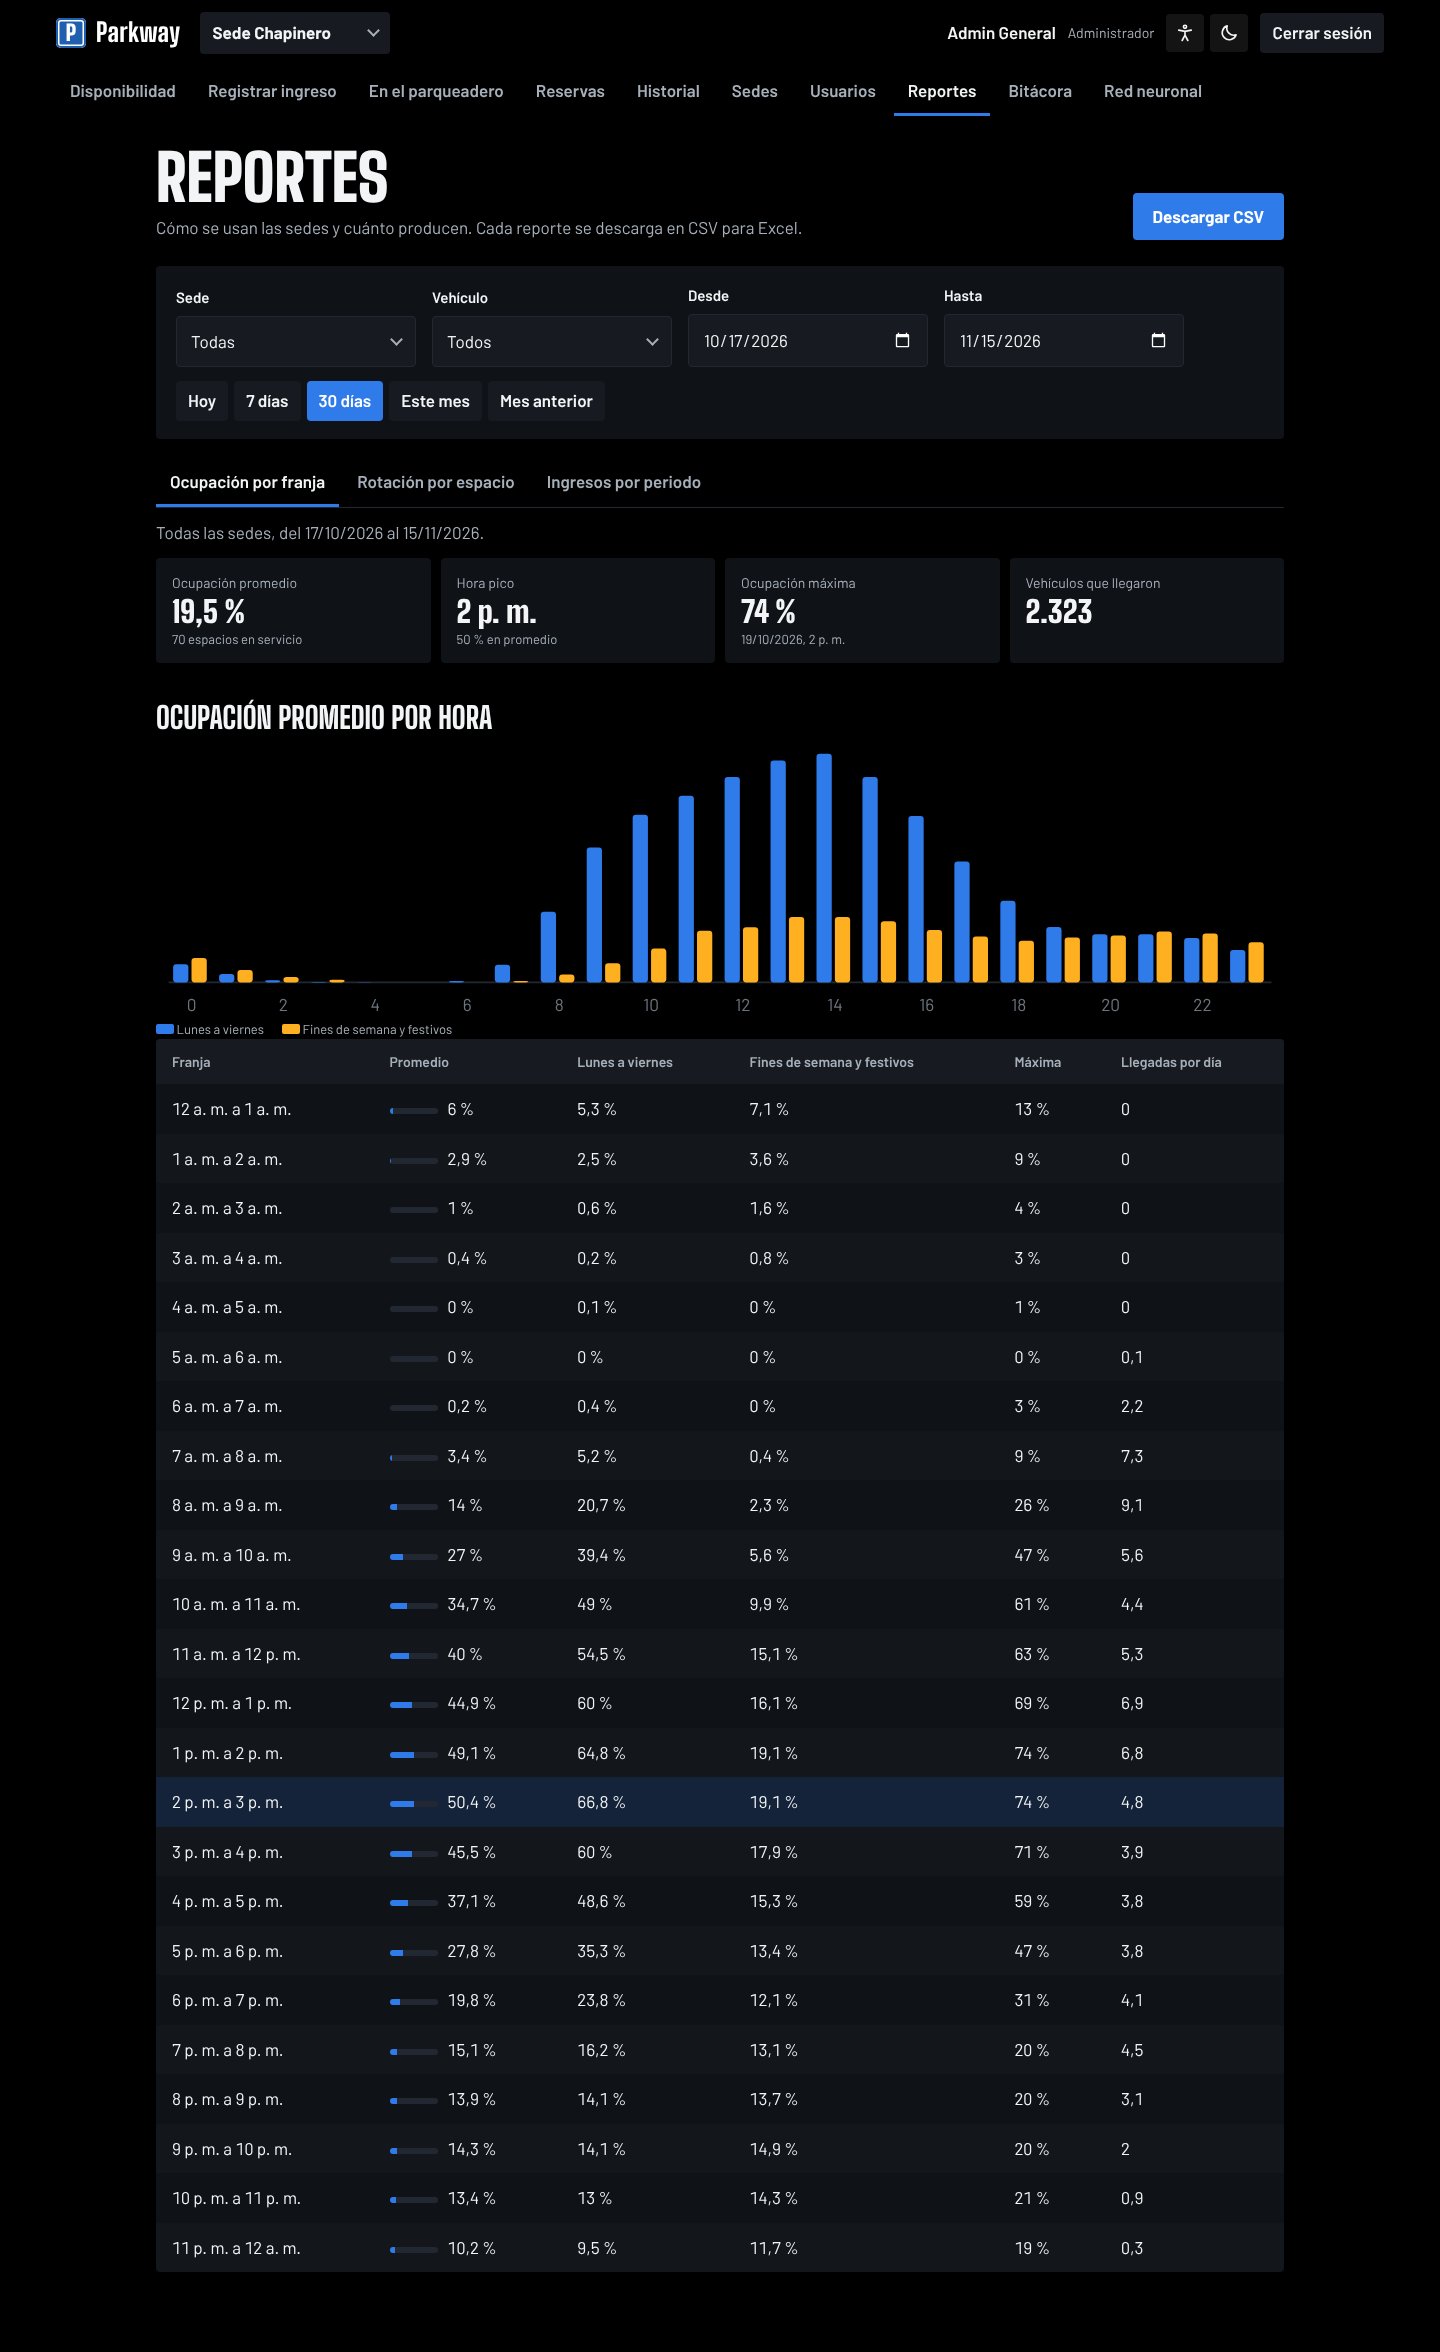 P Parkway Sede Chapinero Admin General Administrador Cerrar sesión
Disponibilidad Registrar ingreso En el parqueadero Reservas Historial Sedes Usuarios Reportes Bitácora Red neuronal
REPORTES
Cómo se usan las sedes y cuánto producen. Cada reporte se descarga en CSV para Excel.
Descargar CSV
Sede Vehículo Desde Hasta
Todas Todos 10/17/2026 11/15/2026
Hoy 7 días 30 días Este mes Mes anterior
Ocupación por franja Rotación por espacio Ingresos por periodo
Todas las sedes, del 17/10/2026 al 15/11/2026.
Ocupación promedio
19,5 %
70 espacios en servicio
Hora pico
2 p. m.
50 % en promedio
Ocupación máxima
74 %
19/10/2026, 2 p. m.
Vehículos que llegaron
2.323
OCUPACIÓN PROMEDIO POR HORA
0 2 4 6 8 10 12 14 16 18 20 22
Lunes a viernes Fines de semana y festivos
Franja Promedio Lunes a viernes Fines de semana y festivos Máxima Llegadas por día
12 a. m. a 1 a. m. 6 % 5,3 % 7,1 % 13 % 0
1 a. m. a 2 a. m. 2,9 % 2,5 % 3,6 % 9 % 0
2 a. m. a 3 a. m. 1 % 0,6 % 1,6 % 4 % 0
3 a. m. a 4 a. m. 0,4 % 0,2 % 0,8 % 3 % 0
4 a. m. a 5 a. m. 0 % 0,1 % 0 % 1 % 0
5 a. m. a 6 a. m. 0 % 0 % 0 % 0 % 0,1
6 a. m. a 7 a. m. 0,2 % 0,4 % 0 % 3 % 2,2
7 a. m. a 8 a. m. 3,4 % 5,2 % 0,4 % 9 % 7,3
8 a. m. a 9 a. m. 14 % 20,7 % 2,3 % 26 % 9,1
9 a. m. a 10 a. m. 27 % 39,4 % 5,6 % 47 % 5,6
10 a. m. a 11 a. m. 34,7 % 49 % 9,9 % 61 % 4,4
11 a. m. a 12 p. m. 40 % 54,5 % 15,1 % 63 % 5,3
12 p. m. a 1 p. m. 44,9 % 60 % 16,1 % 69 % 6,9
1 p. m. a 2 p. m. 49,1 % 64,8 % 19,1 % 74 % 6,8
2 p. m. a 3 p. m. 50,4 % 66,8 % 19,1 % 74 % 4,8
3 p. m. a 4 p. m. 45,5 % 60 % 17,9 % 71 % 3,9
4 p. m. a 5 p. m. 37,1 % 48,6 % 15,3 % 59 % 3,8
5 p. m. a 6 p. m. 27,8 % 35,3 % 13,4 % 47 % 3,8
6 p. m. a 7 p. m. 19,8 % 23,8 % 12,1 % 31 % 4,1
7 p. m. a 8 p. m. 15,1 % 16,2 % 13,1 % 20 % 4,5
8 p. m. a 9 p. m. 13,9 % 14,1 % 13,7 % 20 % 3,1
9 p. m. a 10 p. m. 14,3 % 14,1 % 14,9 % 20 % 2
10 p. m. a 11 p. m. 13,4 % 13 % 14,3 % 21 % 0,9
11 p. m. a 12 a. m. 10,2 % 9,5 % 11,7 % 19 % 0,3